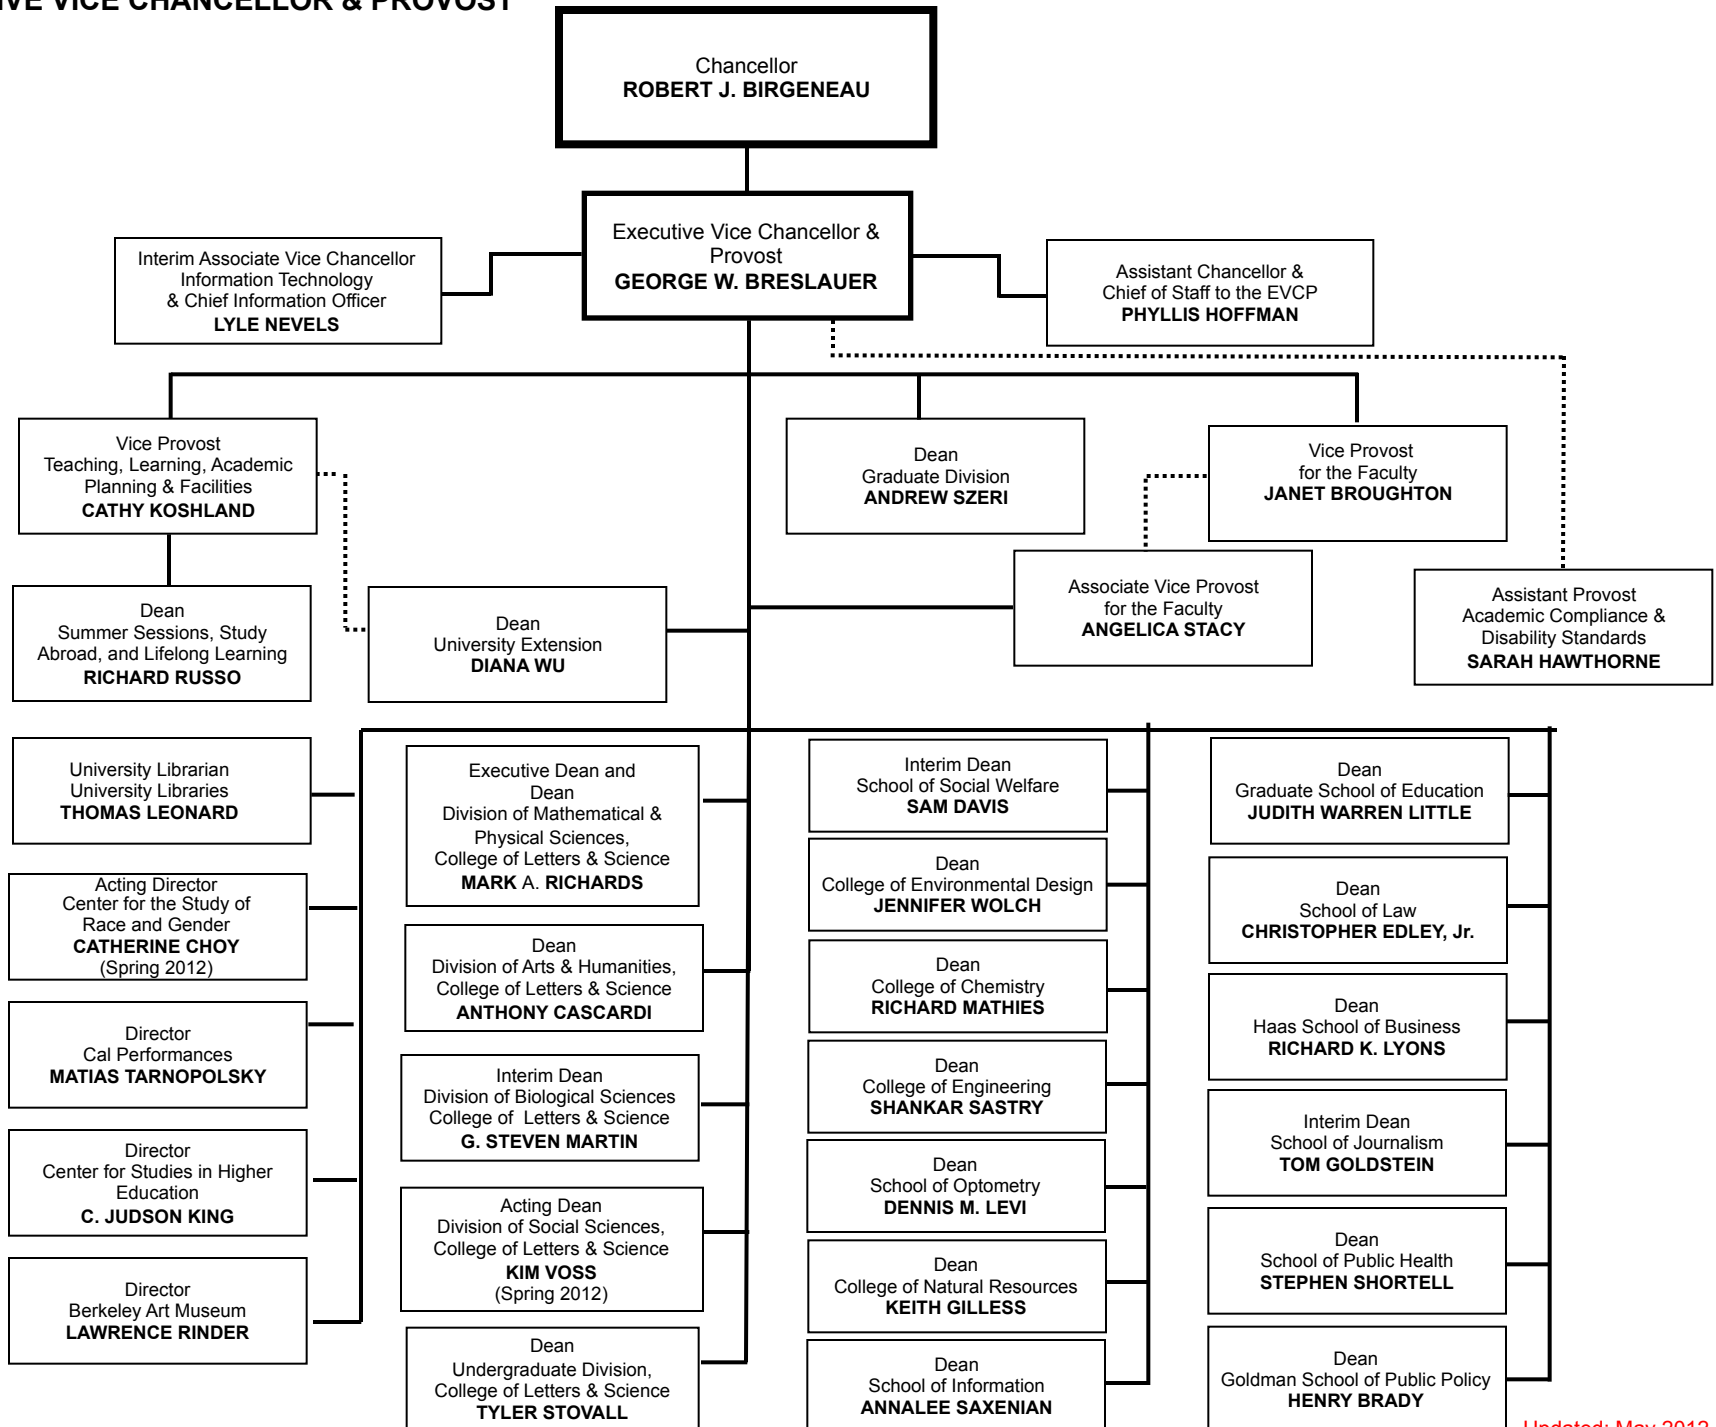 VICE CHANCELLOR & PROVOST
Chancellor
ROBERT J. BIRGENEAU
Executive Vice Chancellor &
Provost
GEORGE W. BRESLAUER
Interim Associate Vice Chancellor
Information Technology
& Chief Information Officer
LYLE NEVELS
Assistant Chancellor &
Chief of Staff to the EVCP
PHYLLIS HOFFMAN
Vice Provost
Teaching, Learning, Academic
Planning & Facilities
CATHY KOSHLAND
Dean
Graduate Division
ANDREW SZERI
Vice Provost
for the Faculty
JANET BROUGHTON
Dean
Summer Sessions, Study
Abroad, and Lifelong Learning
RICHARD RUSSO
Dean
University Extension
DIANA WU
Associate Vice Provost
for the Faculty
ANGELICA STACY
Assistant Provost
Academic Compliance &
Disability Standards
SARAH HAWTHORNE
University Librarian
University Libraries
THOMAS LEONARD
Acting Director
Center for the Study of
Race and Gender
CATHERINE CHOY
(Spring 2012)
Director
Cal Performances
MATIAS TARNOPOLSKY
Director
Center for Studies in Higher
Education
C. JUDSON KING
Director
Berkeley Art Museum
LAWRENCE RINDER
Executive Dean and
Dean
Division of Mathematical &
Physical Sciences,
College of Letters & Science
MARK A. RICHARDS
Dean
Division of Arts & Humanities,
College of Letters & Science
ANTHONY CASCARDI
Interim Dean
Division of Biological Sciences
College of Letters & Science
G. STEVEN MARTIN
Acting Dean
Division of Social Sciences,
College of Letters & Science
KIM VOSS
(Spring 2012)
Dean
Undergraduate Division,
College of Letters & Science
TYLER STOVALL
Interim Dean
School of Social Welfare
SAM DAVIS
Dean
College of Environmental Design
JENNIFER WOLCH
Dean
College of Chemistry
RICHARD MATHIES
Dean
College of Engineering
SHANKAR SASTRY
Dean
School of Optometry
DENNIS M. LEVI
Dean
College of Natural Resources
KEITH GILLESS
Dean
School of Information
ANNALEE SAXENIAN
Dean
Graduate School of Education
JUDITH WARREN LITTLE
Dean
School of Law
CHRISTOPHER EDLEY, Jr.
Dean
Haas School of Business
RICHARD K. LYONS
Interim Dean
School of Journalism
TOM GOLDSTEIN
Dean
School of Public Health
STEPHEN SHORTELL
Dean
Goldman School of Public Policy
HENRY BRADY
Updated: May 2012